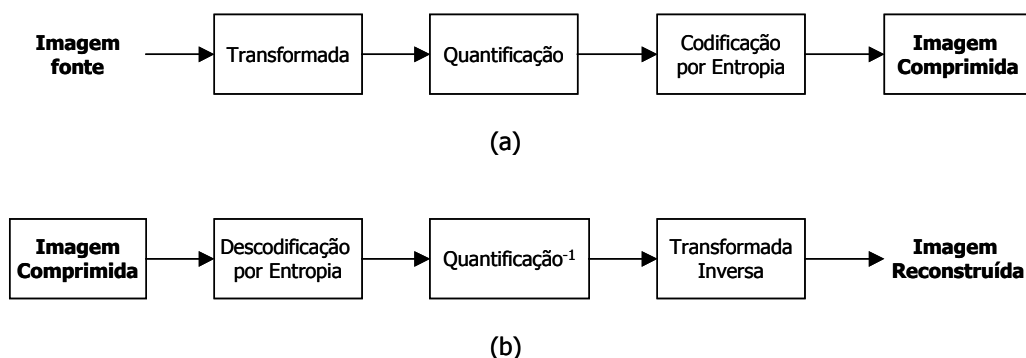 Imagem
fonte
Transformada
Quantificação
Codificação
por Entropia
Imagem
Comprimida
(a)
Imagem
Comprimida
Descodificação
por Entropia
Quantificação⁻¹
Transformada
Inversa
Imagem
Reconstruída
(b)